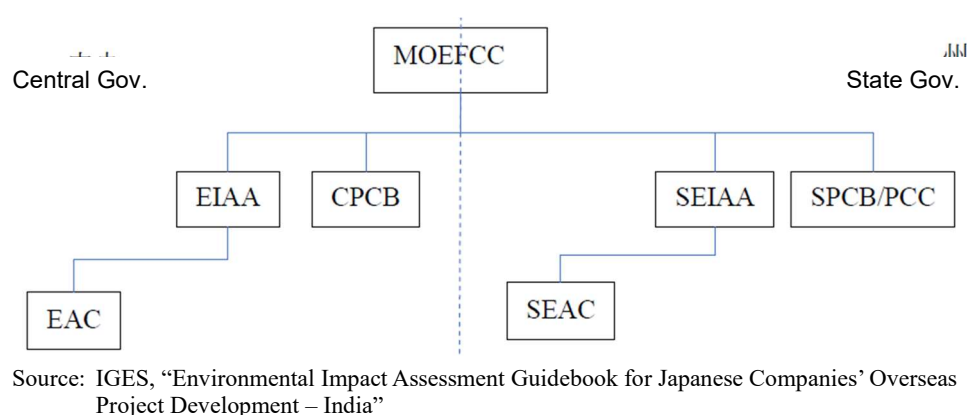 MOEFCC
Central Gov.
State Gov.
EIAA
CPCB
SEIAA
SPCB/PCC
EAC
SEAC
Source: IGES, “Environmental Impact Assessment Guidebook for Japanese Companies’ Overseas
Project Development – India”